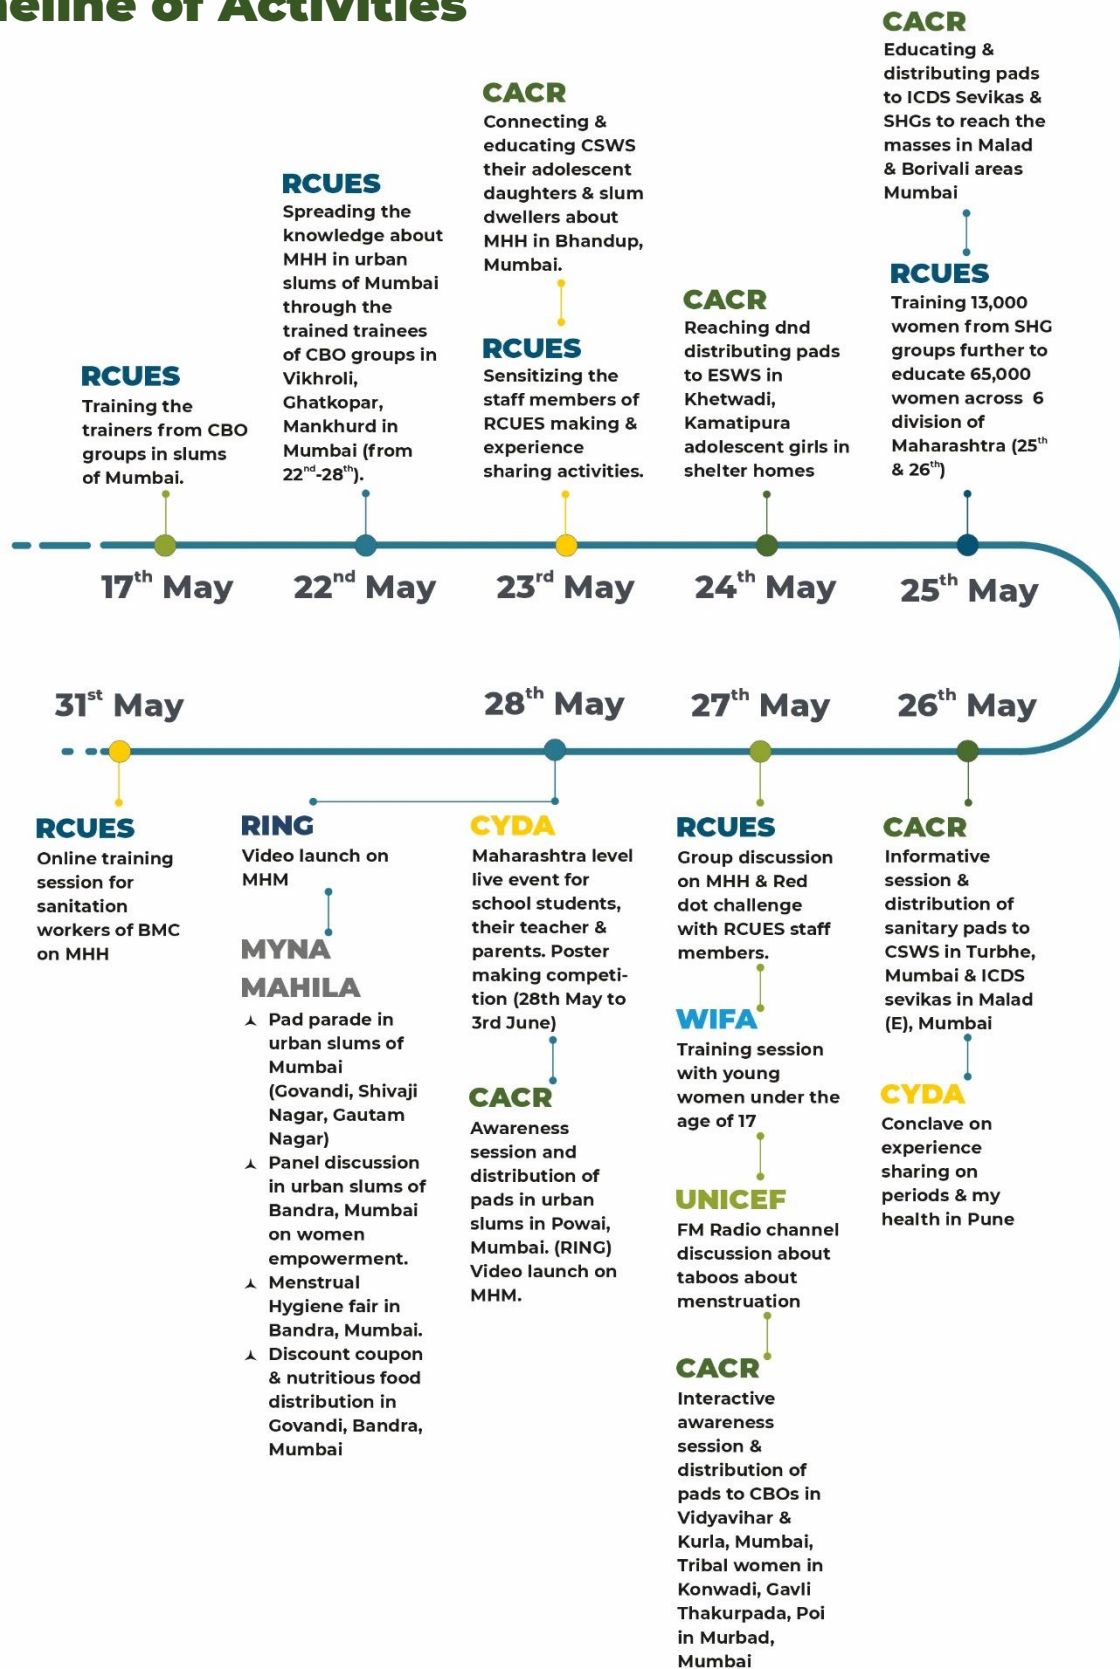 eline of Activities
RCUES
Training the
trainers from CBO
groups in slums
of Mumbai.
17th May
RCUES
Spreading the
knowledge about
MHH in urban
slums of Mumbai
through the
trained trainees
of CBO groups in
Vikhroli,
Ghatkopar,
Mankhurd in
Mumbai (from
22nd-28th).
22nd May
CACR
Connecting &
educating CSWS
their adolescent
daughters & slum
dwellers about
MHH in Bhandup,
Mumbai.
RCUES
Sensitizing the
staff members of
RCUES making &
experience
sharing activities.
23rd May
CACR
Reaching dnd
distributing pads
to ESWS in
Khetwadi,
Kamatipura
adolescent girls in
shelter homes
24th May
CACR
Educating &
distributing pads
to ICDS Sevikas &
SHGs to reach the
masses in Malad
& Borivali areas
Mumbai
RCUES
Training 13,000
women from SHG
groups further to
educate 65,000
women across 6
division of
Maharashtra (25th
& 26th)
25th May
26th May
CACR
Informative
session &
distribution of
sanitary pads to
CSWS in Turbhe,
Mumbai & ICDS
sevikas in Malad
(E), Mumbai
CYDA
Conclave on
experience
sharing on
periods & my
health in Pune
27th May
RCUES
Group discussion
on MHH & Red
dot challenge
with RCUES staff
members.
WIFA
Training session
with young
women under the
age of 17
UNICEF
FM Radio channel
discussion about
taboos about
menstruation
CACR
Interactive
awareness
session &
distribution of
pads to CBOs in
Vidyavihar &
Kurla, Mumbai,
Tribal women in
Konwadi, Gavli
Thakurpada, Poi
in Murbad,
Mumbai
28th May
CYDA
Maharashtra level
live event for
school students,
their teacher &
parents. Poster
making competi-
tion (28th May to
3rd June)
CACR
Awareness
session and
distribution of
pads in urban
slums in Powai,
Mumbai. (RING)
Video launch on
MHM.
RING
Video launch on
MHM
MYNA
MAHILA
Pad parade in
urban slums of
Mumbai
(Govandi, Shivaji
Nagar, Gautam
Nagar)
Panel discussion
in urban slums of
Bandra, Mumbai
on women
empowerment.
Menstrual
Hygiene fair in
Bandra, Mumbai.
Discount coupon
& nutritious food
distribution in
Govandi, Bandra,
Mumbai
31st May
RCUES
Online training
session for
sanitation
workers of BMC
on MHH